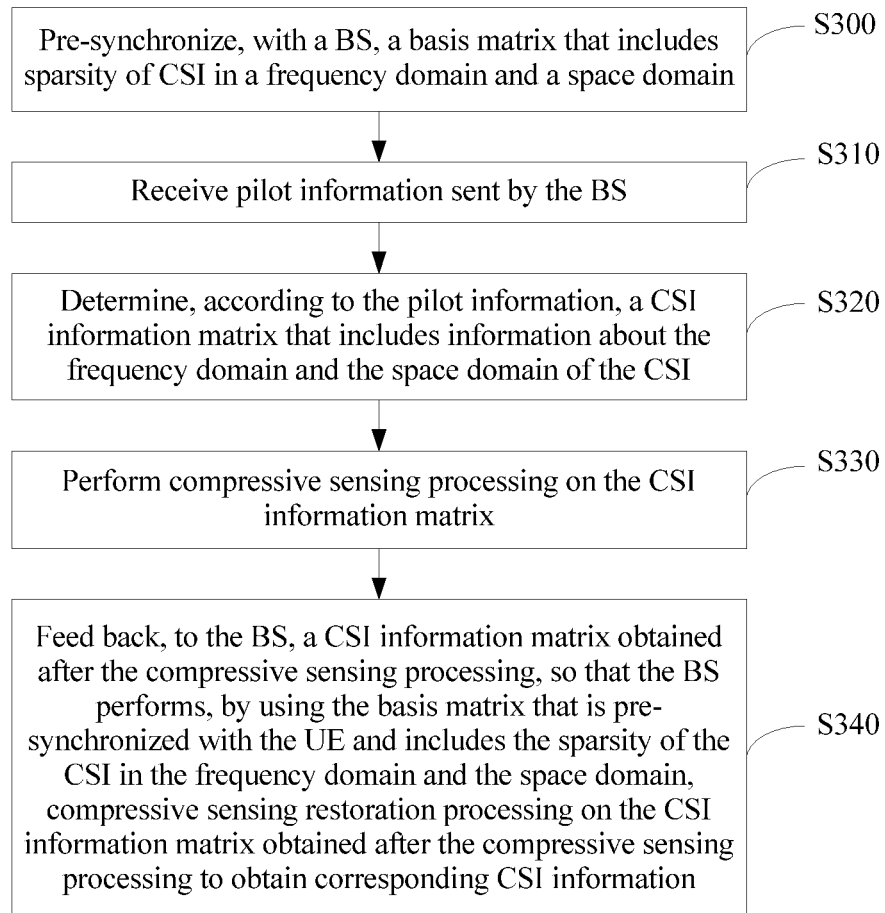 Pre-synchronize, with a BS, a basis matrix that includes
sparsity of CSI in a frequency domain and a space domain
S300
Receive pilot information sent by the BS
S310
Determine, according to the pilot information, a CSI
information matrix that includes information about the
frequency domain and the space domain of the CSI
S320
Perform compressive sensing processing on the CSI
information matrix
S330
Feed back, to the BS, a CSI information matrix obtained
after the compressive sensing processing, so that the BS
performs, by using the basis matrix that is pre-
synchronized with the UE and includes the sparsity of the
CSI in the frequency domain and the space domain,
compressive sensing restoration processing on the CSI
information matrix obtained after the compressive sensing
processing to obtain corresponding CSI information
S340